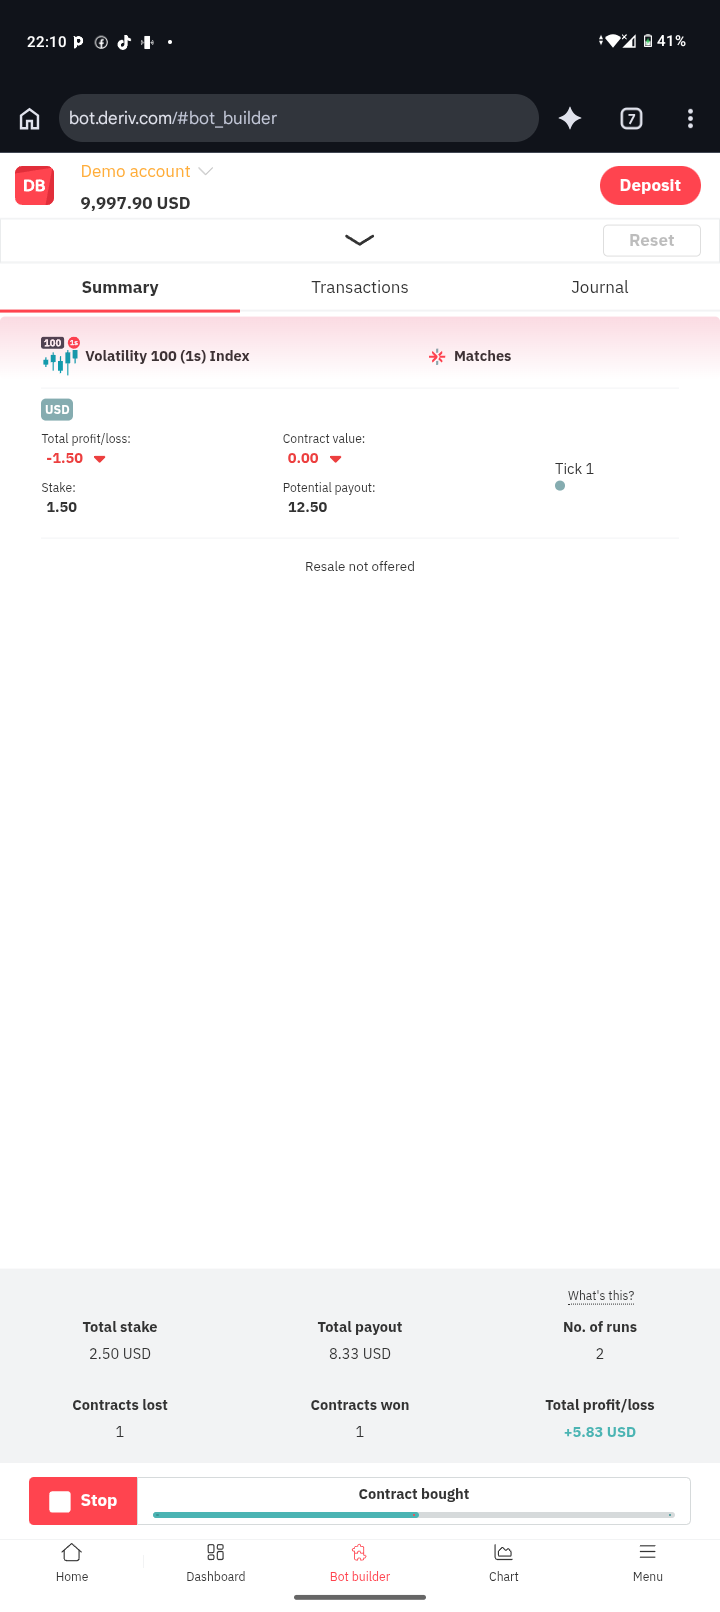 22:10
41%
bot.deriv.com/#bot_builder
7
DB
Demo account
9,997.90 USD
Deposit
Reset
Summary Transactions Journal
100 1s
Volatility 100 (1s) Index
Matches
USD
Total profit/loss: Contract value:
-1.50 0.00
Tick 1
Stake: Potential payout:
1.50 12.50
Resale not offered
What's this?
Total stake Total payout No. of runs
2.50 USD 8.33 USD 2
Contracts lost Contracts won Total profit/loss
1 1 +5.83 USD
Stop
Contract bought
Home Dashboard Bot builder Chart Menu